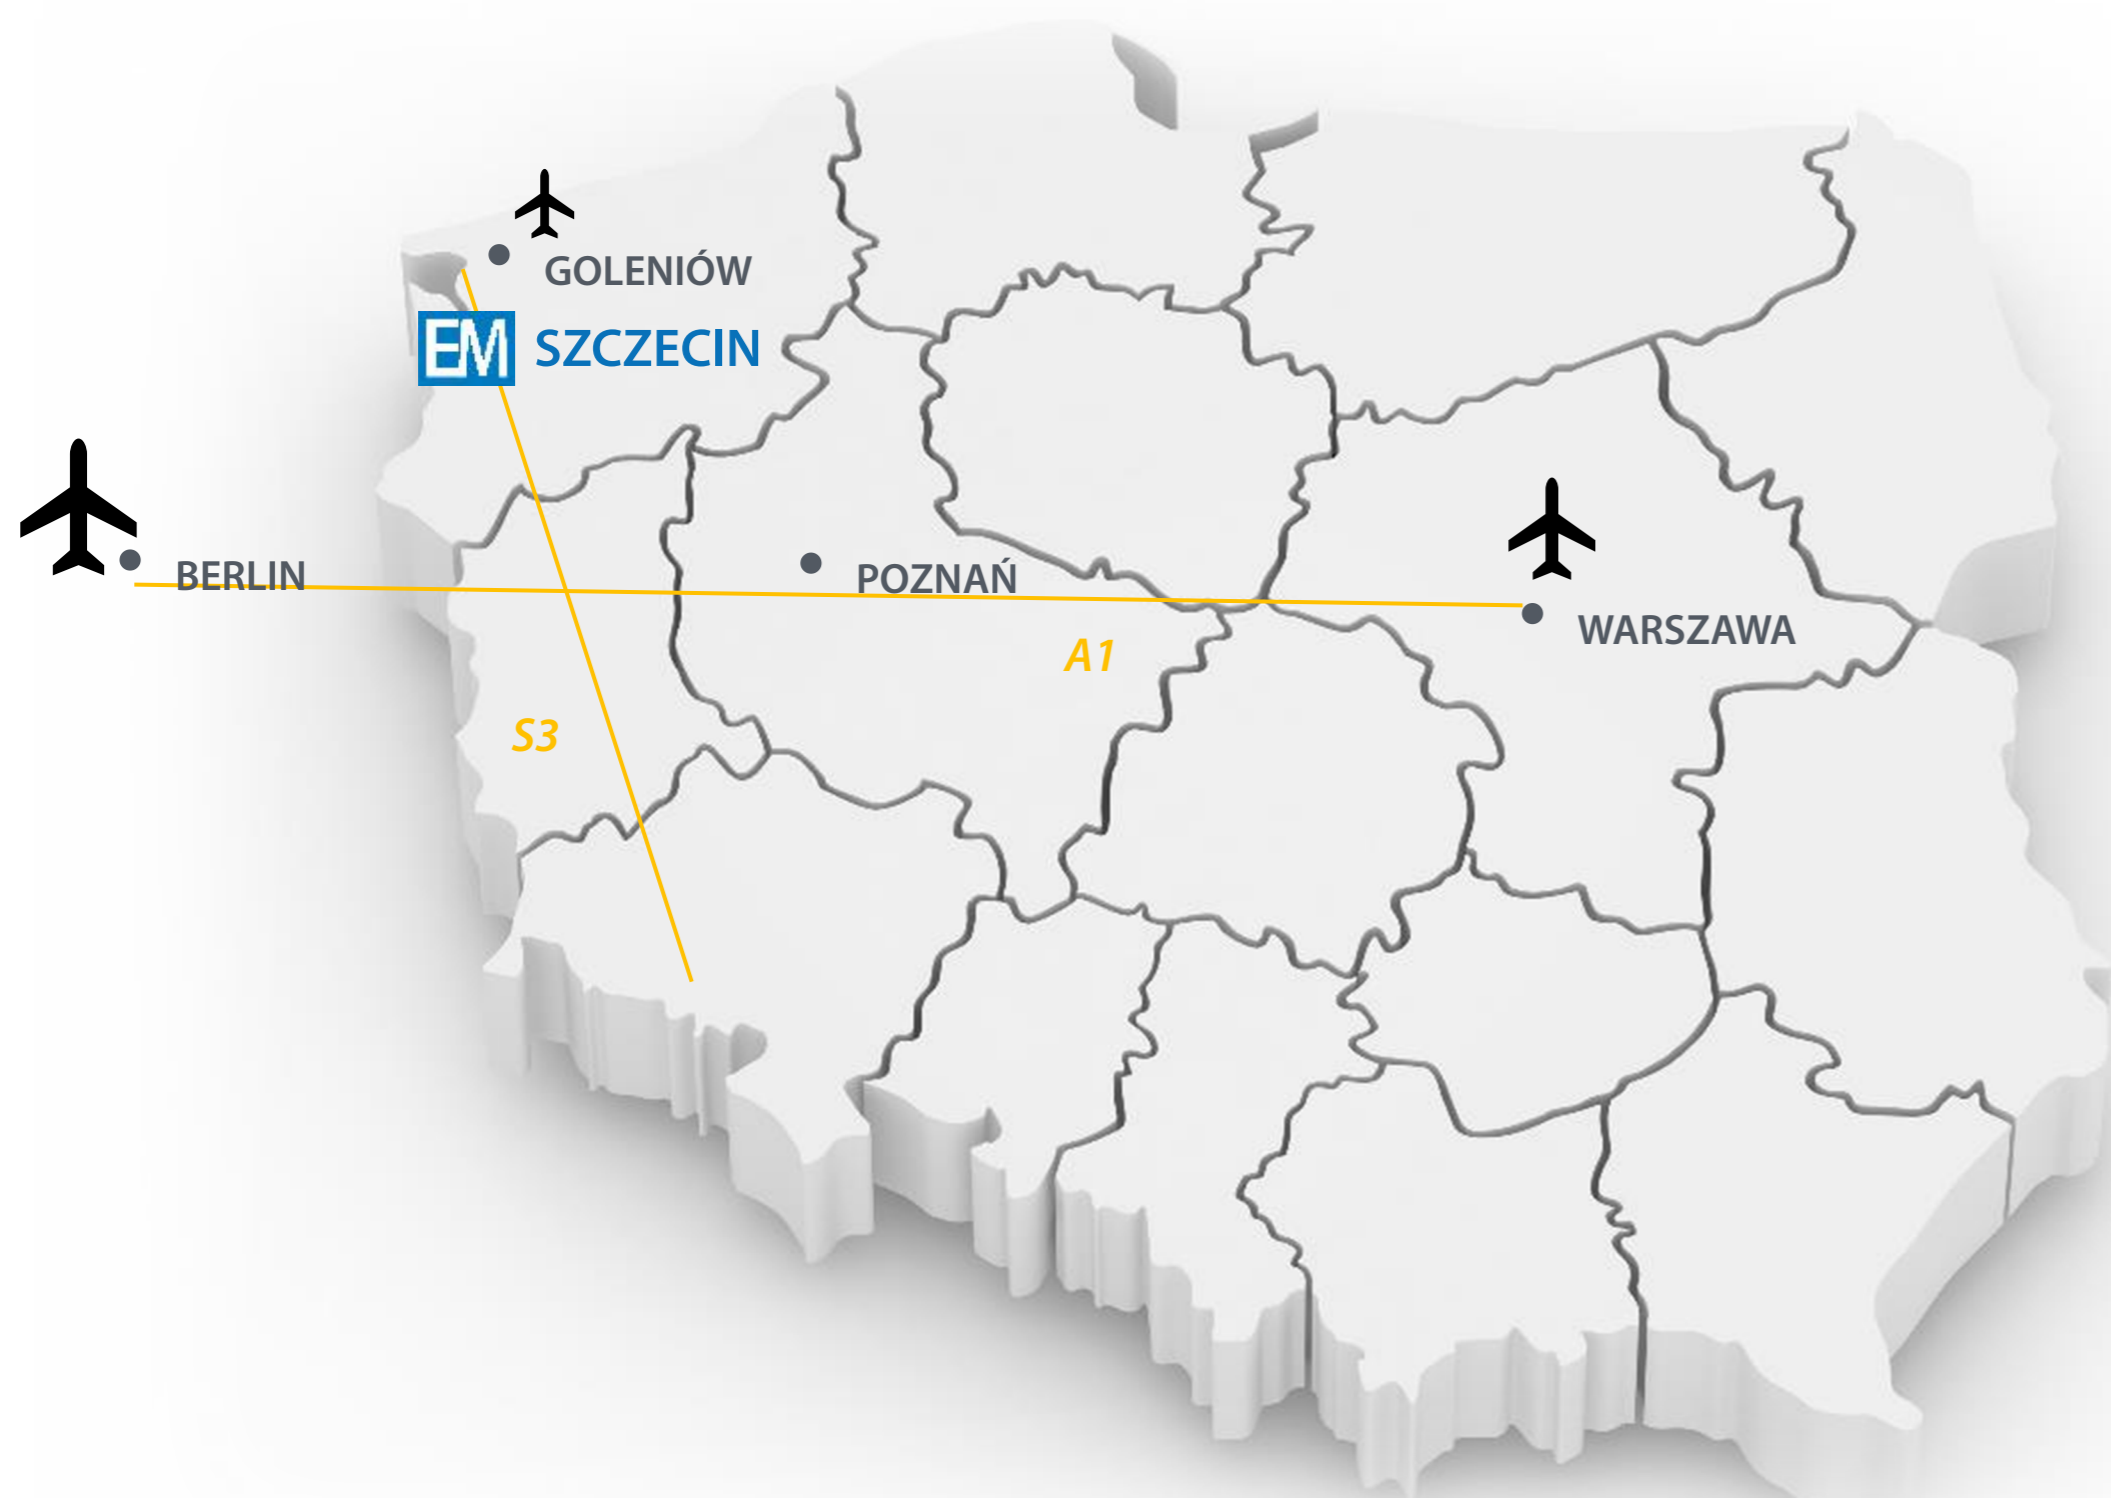 GOLENIÓW
EM SZCZECIN
BERLIN
POZNAŃ
WARSZAWA
A1
S3